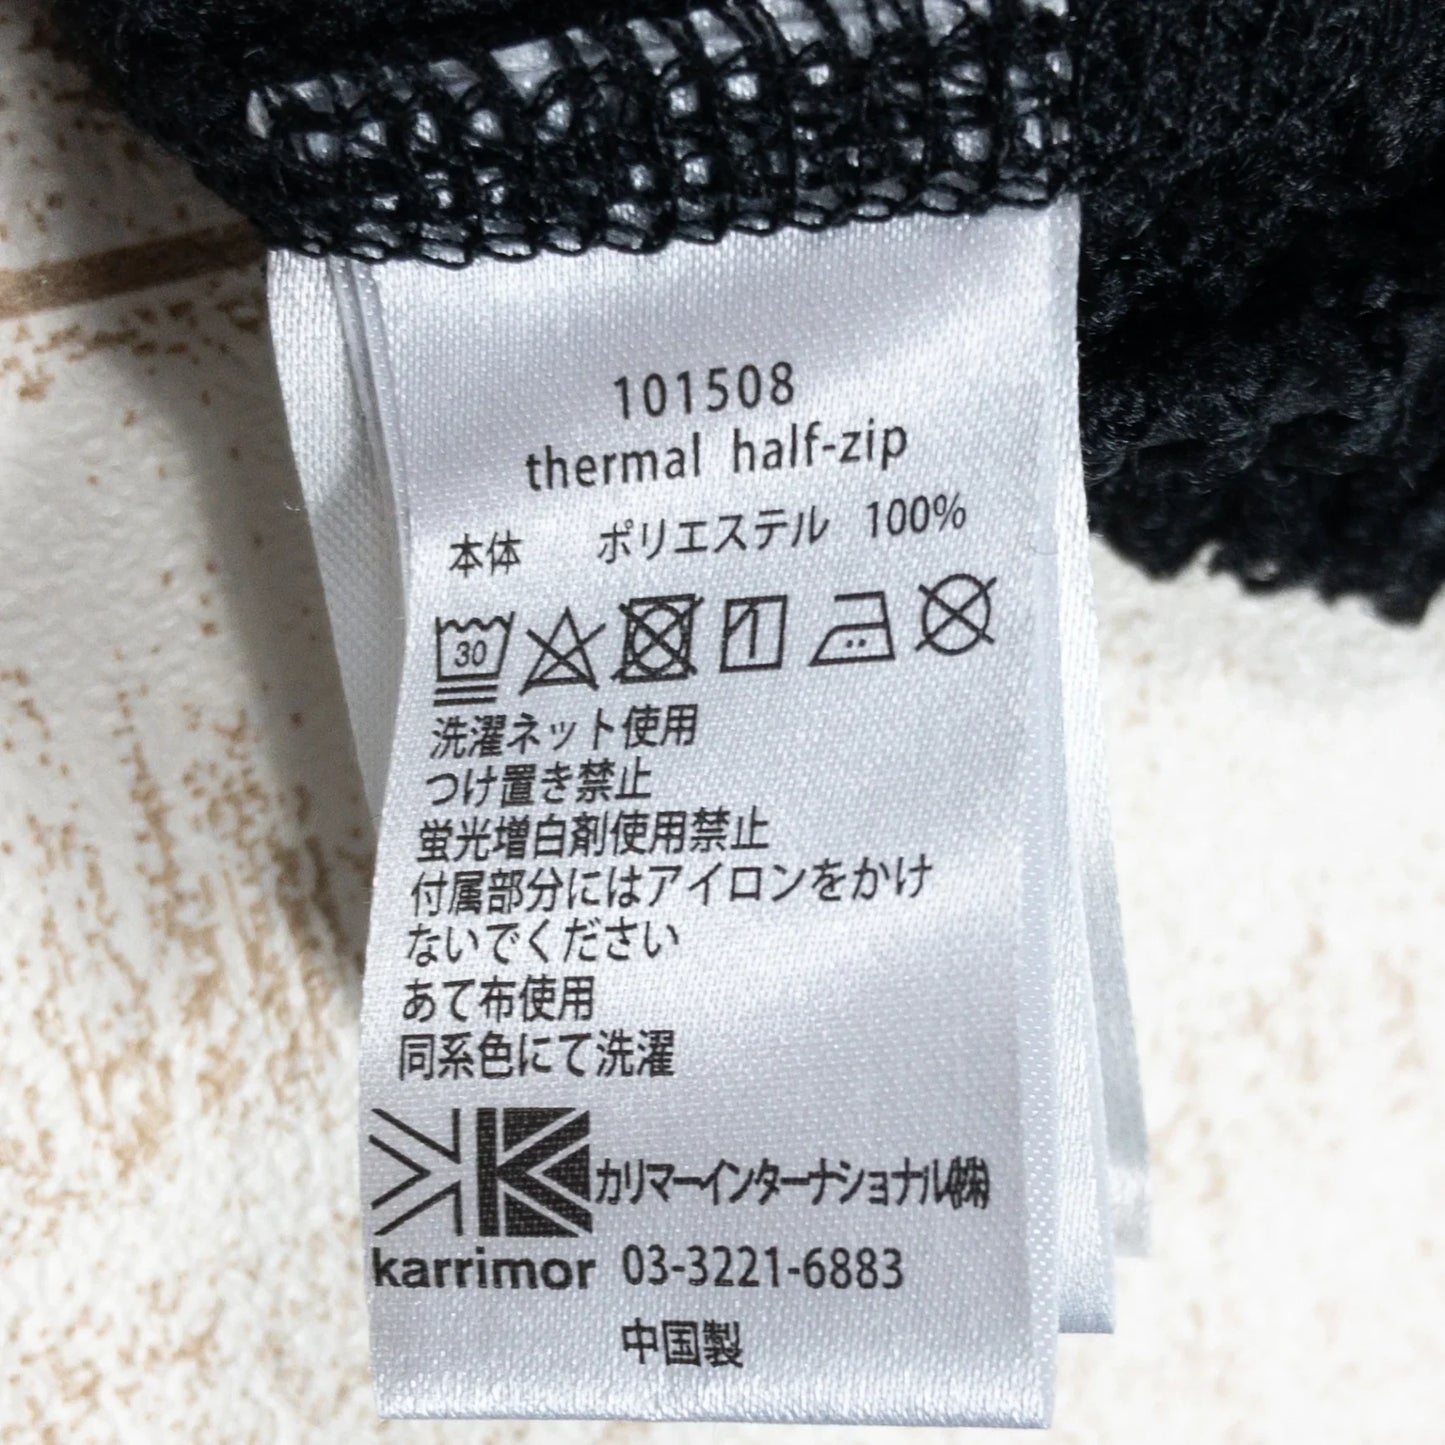 101508
thermal half-zip
本体 ポリエステル 100%
30
洗濯ネット使用
つけ置き禁止
蛍光増白剤使用禁止
付属部分にはアイロンをかけ
ないでください
あて布使用
同系色にて洗濯
カリマーインターナショナル㈱
karrimor 03-3221-6883
中国製